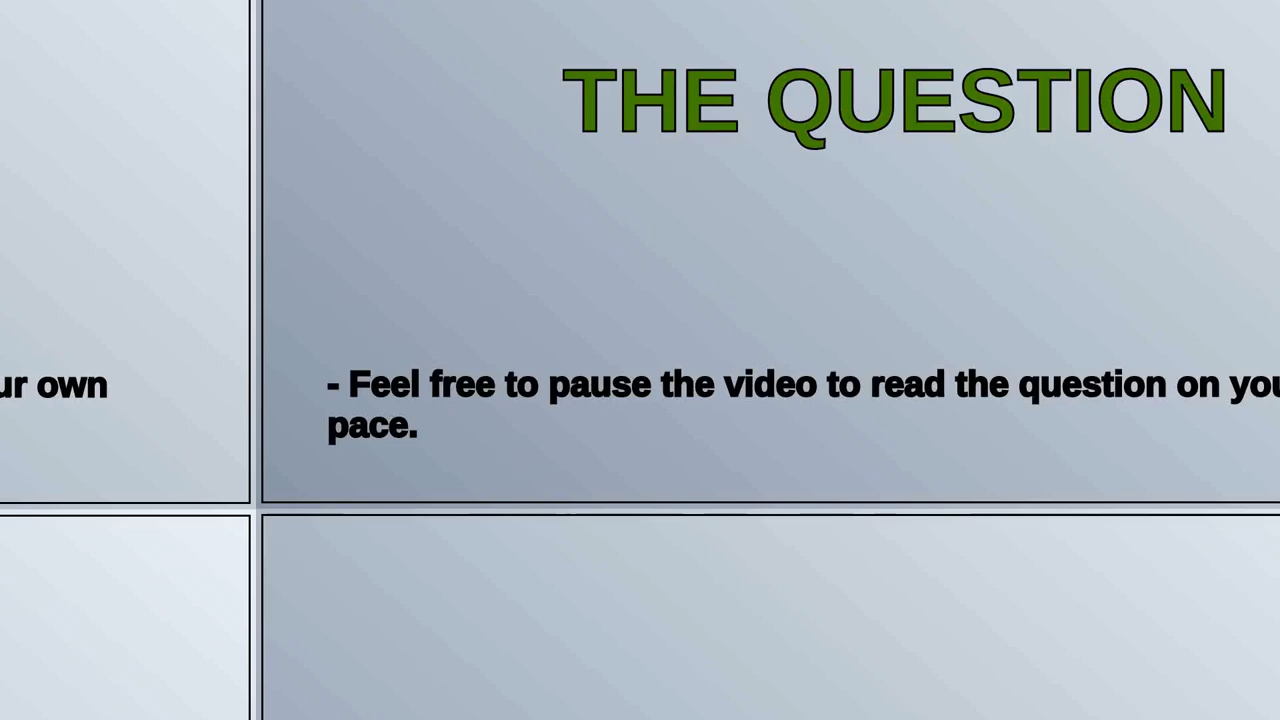 THE QUESTION
ur own
- Feel free to pause the video to read the question on you
pace.